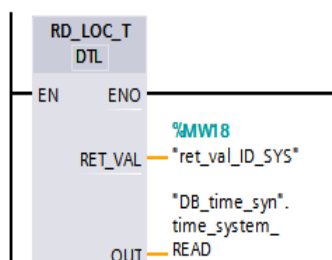 RD_LOC_T
DTL
EN ENO
%MW18
RET_VAL "ret_val_ID_SYS"
"DB_time_syn".
time_system_
OUT READ